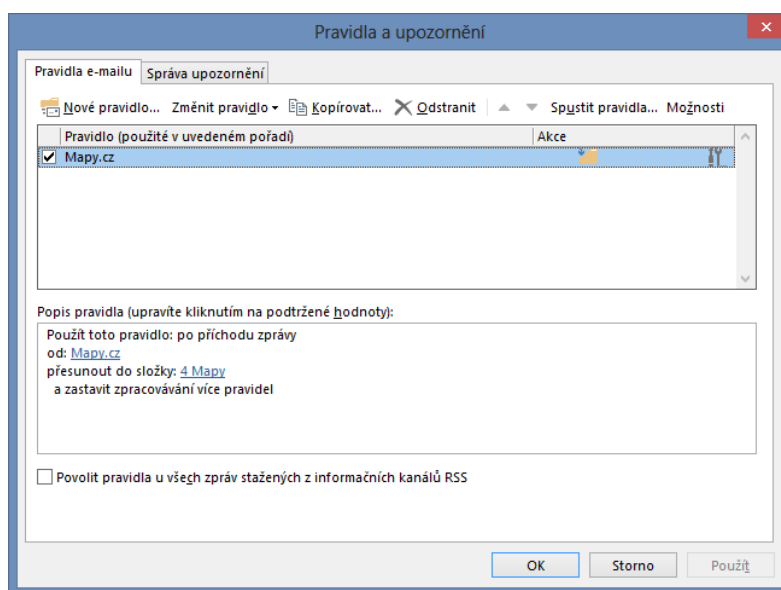 Pravidla a upozornění
Pravidla e-mailu Správa upozornění
Nové pravidlo... Změnit pravidlo Kopírovat... Odstranit Spustit pravidla... Možnosti
Pravidlo (použité v uvedeném pořadí) Akce
Mapy.cz
Popis pravidla (upravíte kliknutím na podtržené hodnoty):
Použít toto pravidlo: po příchodu zprávy
od: Mapy.cz
přesunout do složky: 4 Mapy
a zastavit zpracovávání více pravidel
Povolit pravidla u všech zpráv stažených z informačních kanálů RSS
OK Storno Použít